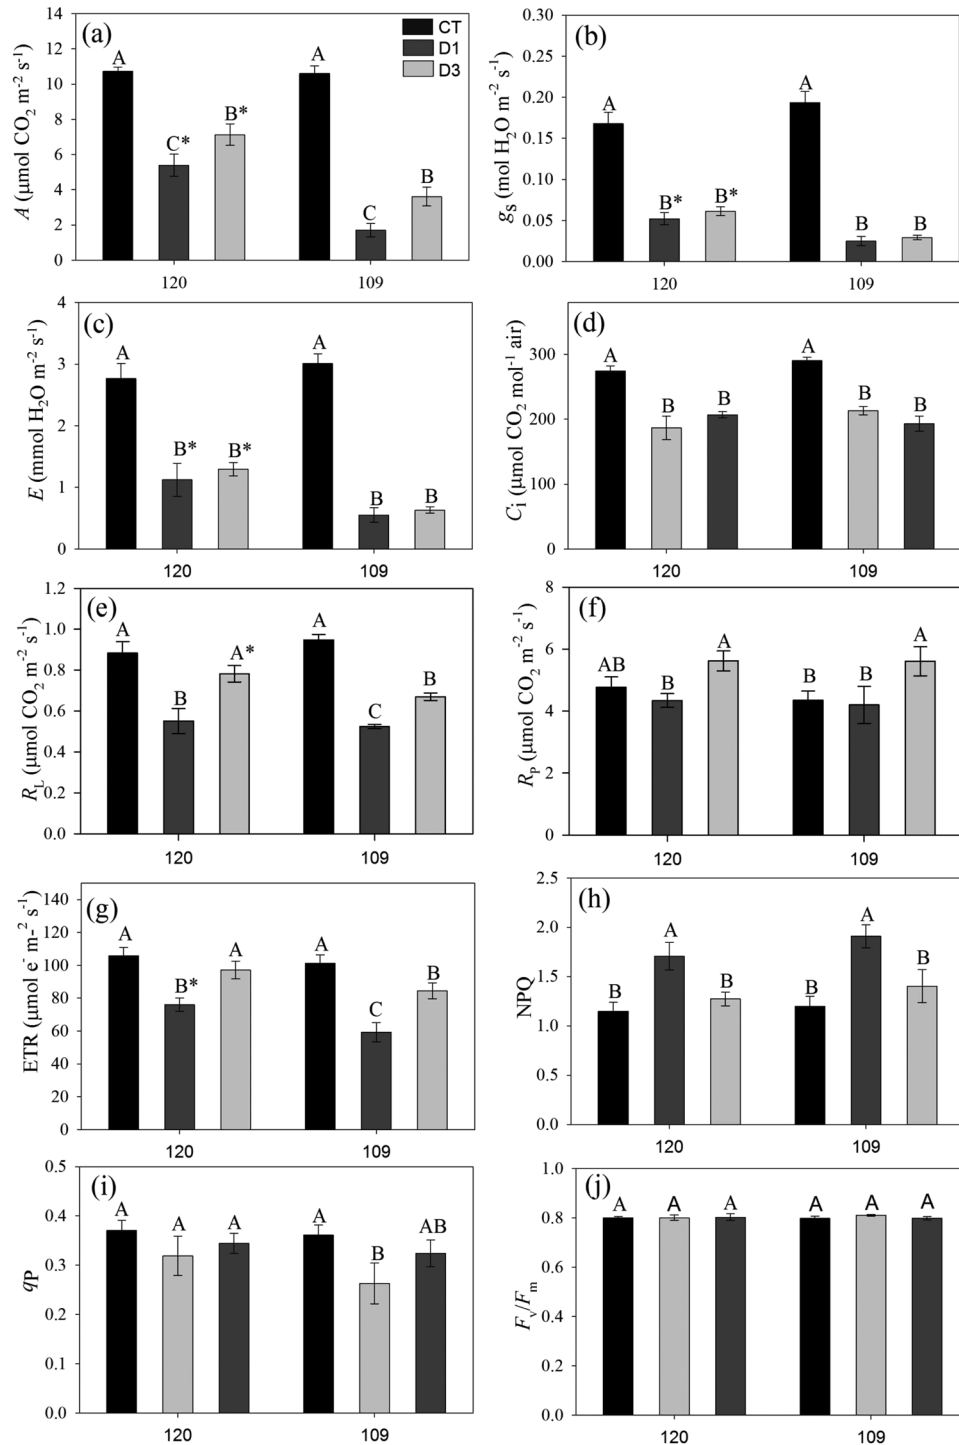 (a)
CT
D1
D3
A (μmol CO2 m-2 s-1)
14
12
10
8
6
4
2
0
A
C*
B*
A
C
B
120
109
(b)
gs (mol H2O m-2 s-1)
0.30
0.25
0.20
0.15
0.10
0.05
0.00
A
B*
B*
A
B
B
120
109
(c)
E (mmol H2O m-2 s-1)
4
3
2
1
0
A
B*
B*
A
B
B
120
109
(d)
Ci (μmol CO2 mol-1 air)
300
200
100
0
A
B
B
A
B
B
120
109
(e)
RL (μmol CO2 m-2 s-1)
1.2
1.0
0.8
0.6
0.4
0.2
0.0
A
B
A*
A
C
B
120
109
(f)
RP (μmol CO2 m-2 s-1)
8
6
4
2
0
AB
B
A
B
B
A
120
109
(g)
ETR (μmol e- m-2 s-1)
140
120
100
80
60
40
20
0
A
B*
A
A
C
B
120
109
(h)
NPQ
2.5
2.0
1.5
1.0
0.5
0.0
B
A
B
B
A
B
120
109
(i)
qP
0.5
0.4
0.3
0.2
0.1
0.0
A
A
A
A
B
AB
120
109
(j)
Fv/Fm
1.0
0.8
0.6
0.4
0.2
0.0
A
A
A
A
A
A
120
109